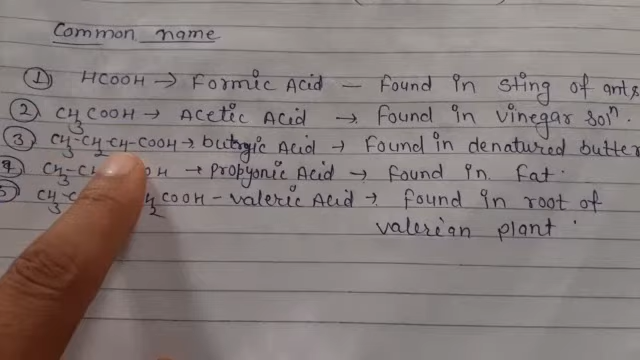 Common name
① HCOOH → Formic Acid – Found in sting of ants
② CH3COOH → Acetic Acid → Found in vinegar solⁿ.
③ CH3-CH2-CH-COOH → butyric Acid → Found in denatured butter
④ CH3-CH OH → propyonic Acid → Found in Fat.
⑤ CH3-C H2COOH - valeric Acid → Found in root of
valerian plant.